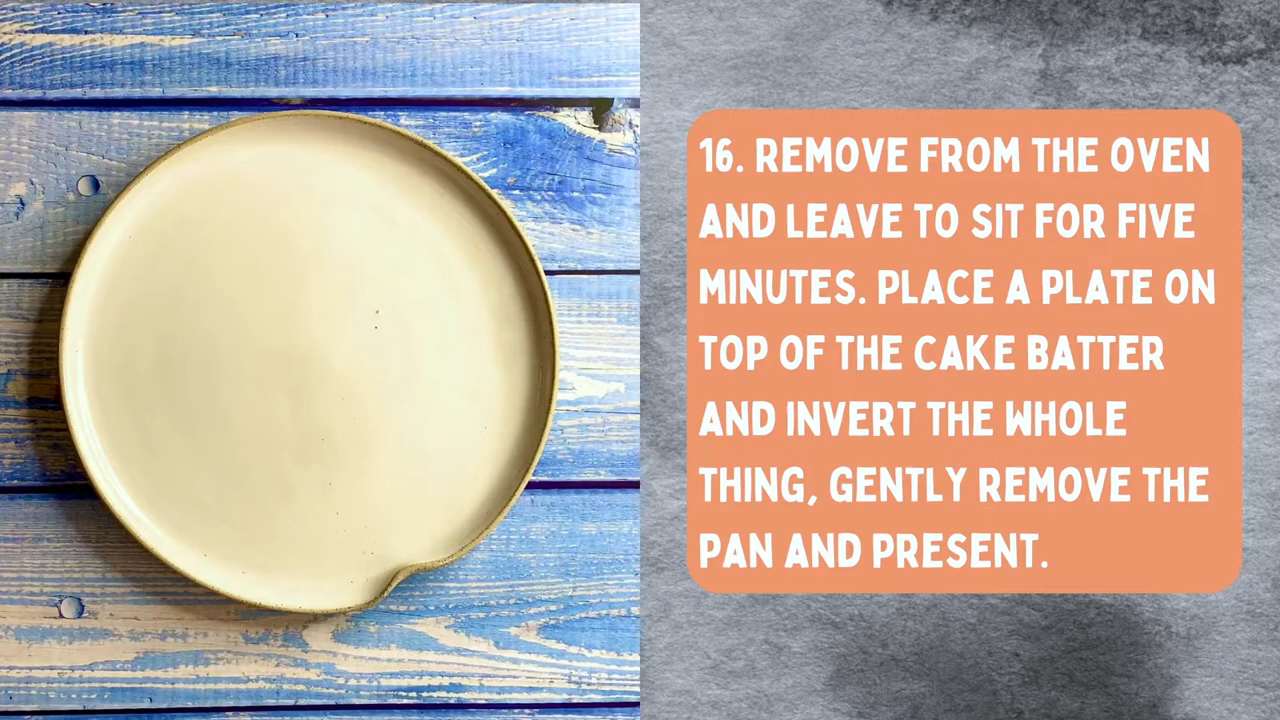 16. REMOVE FROM THE OVEN
AND LEAVE TO SIT FOR FIVE
MINUTES. PLACE A PLATE ON
TOP OF THE CAKE BATTER
AND INVERT THE WHOLE
THING, GENTLY REMOVE THE
PAN AND PRESENT.